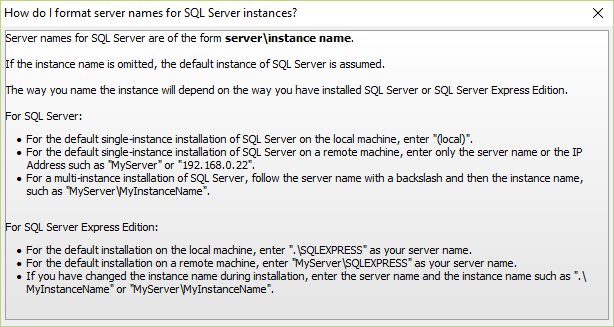 How do I format server names for SQL Server instances?
Server names for SQL Server are of the form server\instance name.
If the instance name is omitted, the default instance of SQL Server is assumed.
The way you name the instance will depend on the way you have installed SQL Server or SQL Server Express Edition.
For SQL Server:
• For the default single-instance installation of SQL Server on the local machine, enter "(local)".
• For the default single-instance installation of SQL Server on a remote machine, enter only the server name or the IP
Address such as "MyServer" or "192.168.0.22".
• For a multi-instance installation of SQL Server, follow the server name with a backslash and then the instance name,
such as "MyServer\MyInstanceName".
For SQL Server Express Edition:
• For the default installation on the local machine, enter ".\SQLEXPRESS" as your server name.
• For the default installation on a remote machine, enter "MyServer\SQLEXPRESS" as your server name.
• If you have changed the instance name during installation, enter the server name and the instance name such as ".\
MyInstanceName" or "MyServer\MyInstanceName".